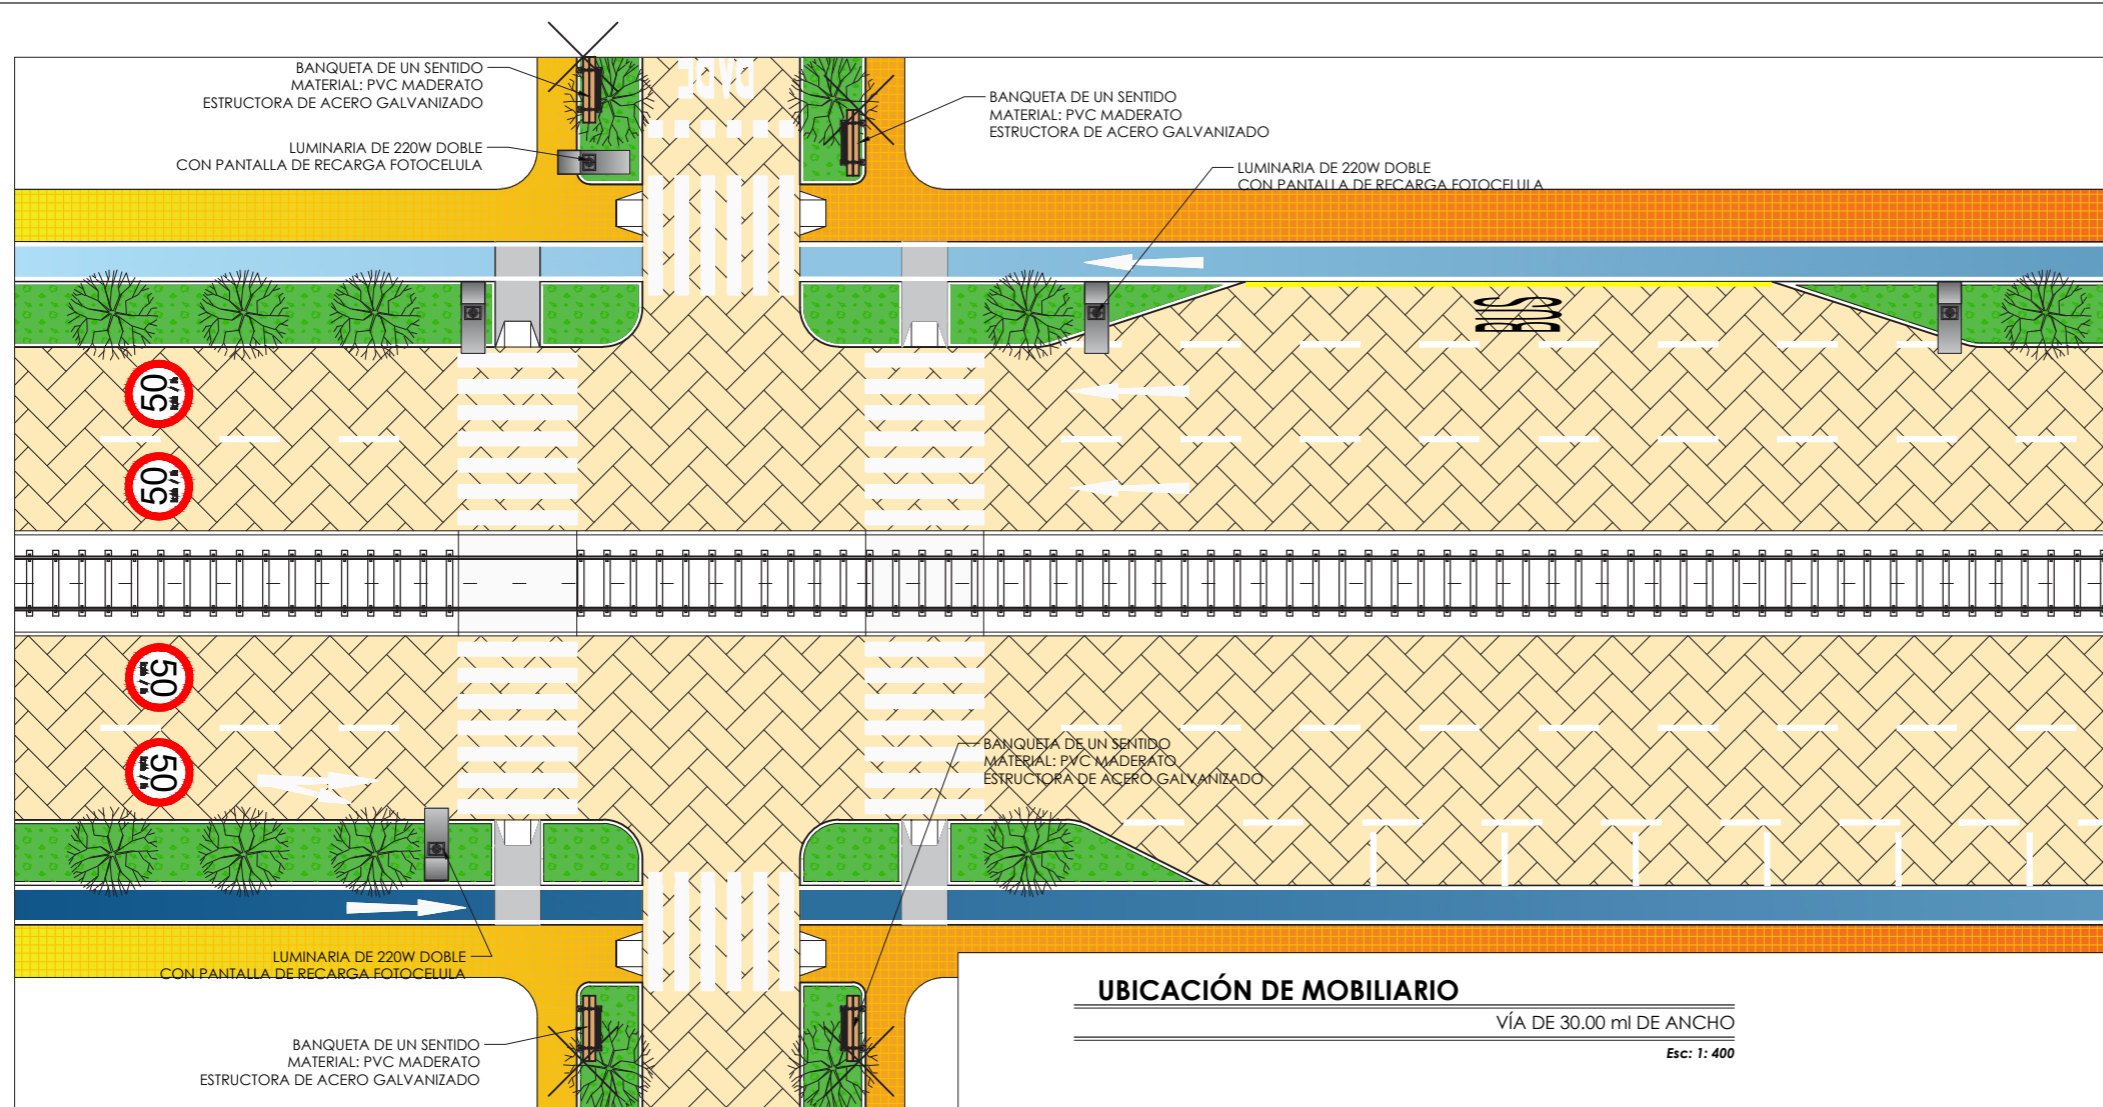 BANQUETA DE UN SENTIDO
MATERIAL: PVC MADERATO
ESTRUCTORA DE ACERO GALVANIZADO
LUMINARIA DE 220W DOBLE
CON PANTALLA DE RECARGA FOTOCELULA
PADE
BANQUETA DE UN SENTIDO
MATERIAL: PVC MADERATO
ESTRUCTORA DE ACERO GALVANIZADO
LUMINARIA DE 220W DOBLE
CON PANTALLA DE RECARGA FOTOCELULA
BUS
50
50
50
50
BANQUETA DE UN SENTIDO
MATERIAL: PVC MADERATO
ESTRUCTORA DE ACERO GALVANIZADO
LUMINARIA DE 220W DOBLE
CON PANTALLA DE RECARGA FOTOCELULA
BANQUETA DE UN SENTIDO
MATERIAL: PVC MADERATO
ESTRUCTORA DE ACERO GALVANIZADO
UBICACIÓN DE MOBILIARIO
VÍA DE 30.00 ml DE ANCHO
Esc: 1: 400